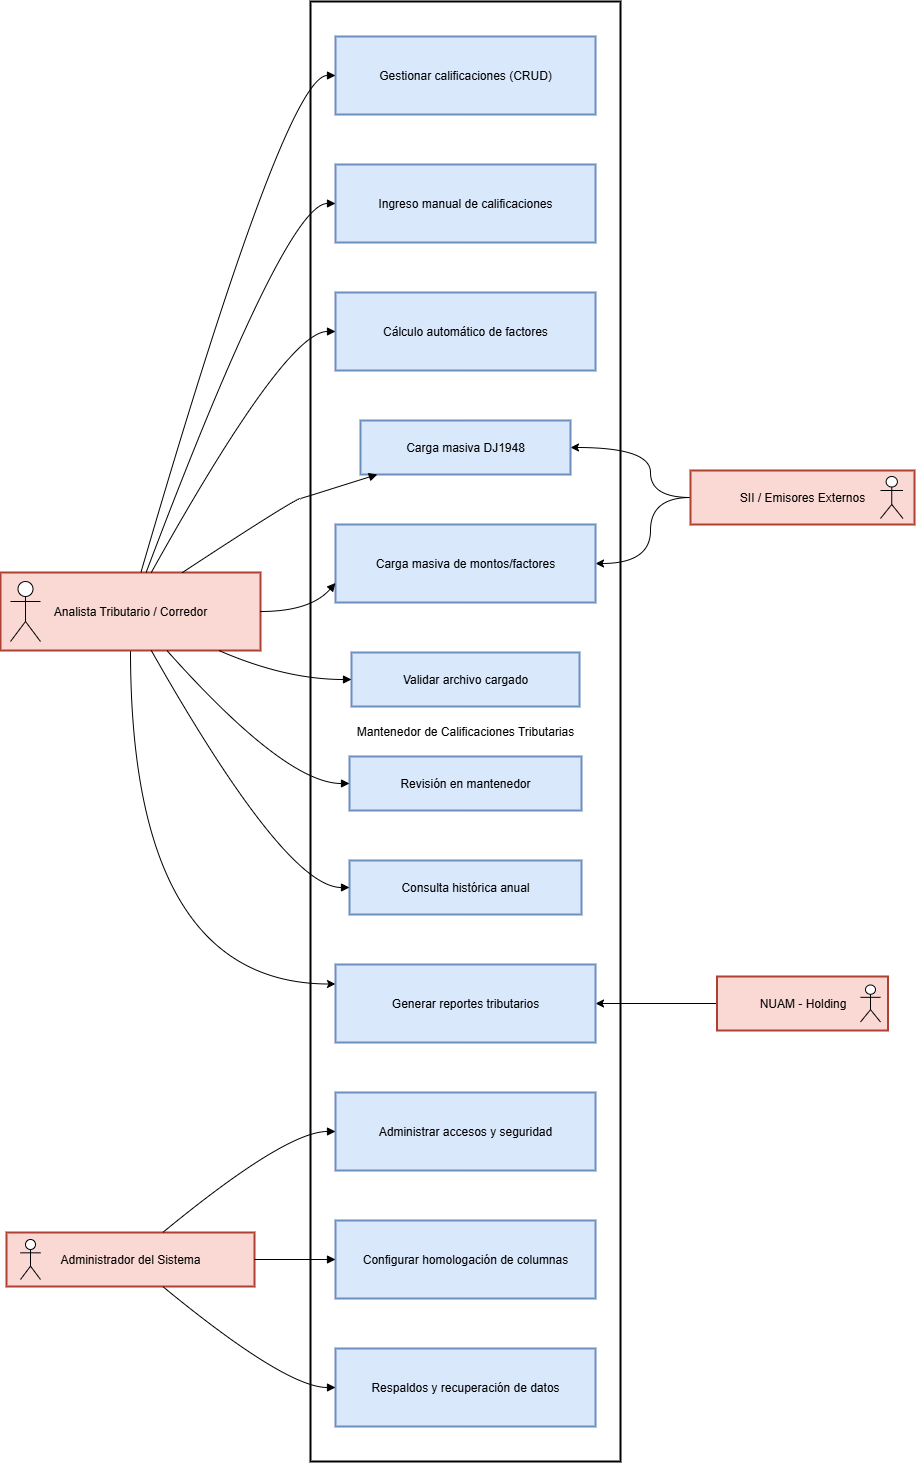 Gestionar calificaciones (CRUD)
Ingreso manual de calificaciones
Cálculo automático de factores
Carga masiva DJ1948
SII / Emisores Externos
Carga masiva de montos/factores
Analista Tributario / Corredor
Validar archivo cargado
Mantenedor de Calificaciones Tributarias
Revisión en mantenedor
Consulta histórica anual
Generar reportes tributarios
NUAM - Holding
Administrar accesos y seguridad
Administrador del Sistema
Configurar homologación de columnas
Respaldos y recuperación de datos